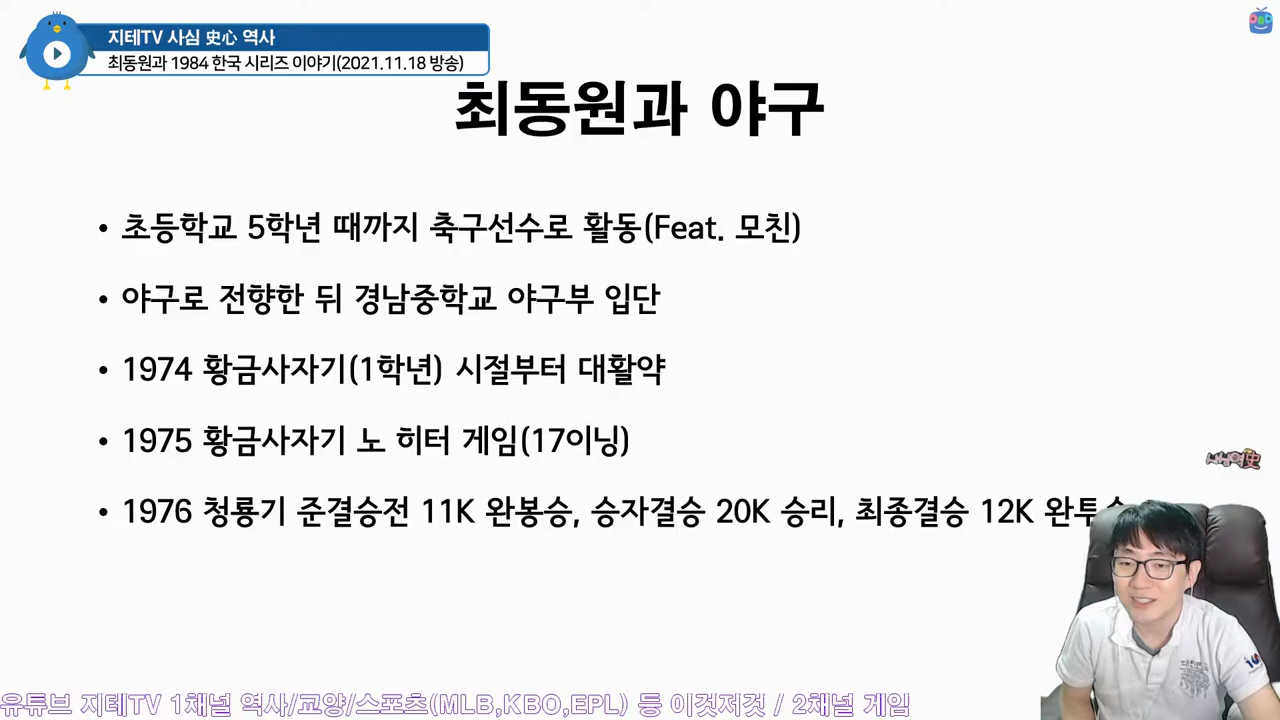 지테TV 사심 史心 역사
최동원과 1984 한국 시리즈 이야기(2021.11.18 방송)
최동원과 야구
• 초등학교 5학년 때까지 축구선수로 활동(Feat. 모친)
• 야구로 전향한 뒤 경남중학교 야구부 입단
• 1974 황금사자기(1학년) 시절부터 대활약
• 1975 황금사자기 노 히터 게임(17이닝)
• 1976 청룡기 준결승전 11K 완봉승, 승자결승 20K 승리, 최종결승 12K 완투
유튜브 지테TV 1채널 역사/교양/스포츠(MLB,KBO,EPL) 등 이것저것 / 2채널 게임